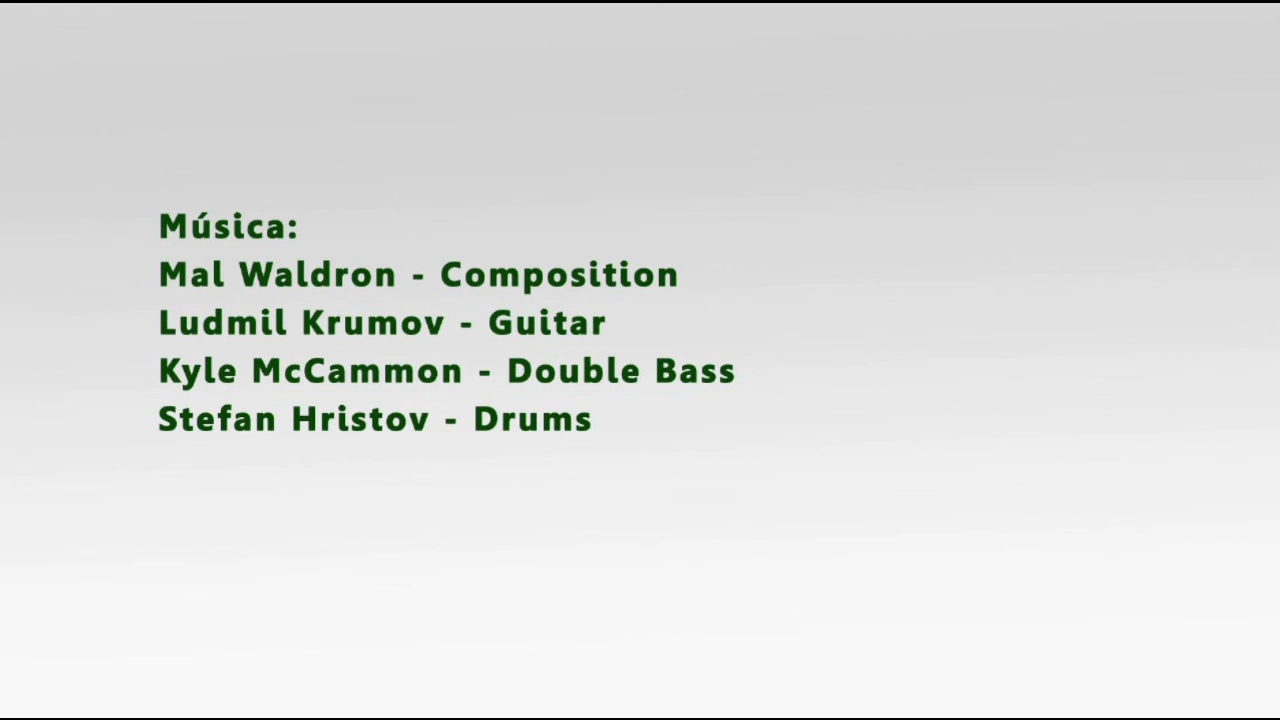 Música:
Mal Waldron - Composition
Ludmil Krumov - Guitar
Kyle McCammon - Double Bass
Stefan Hristov - Drums